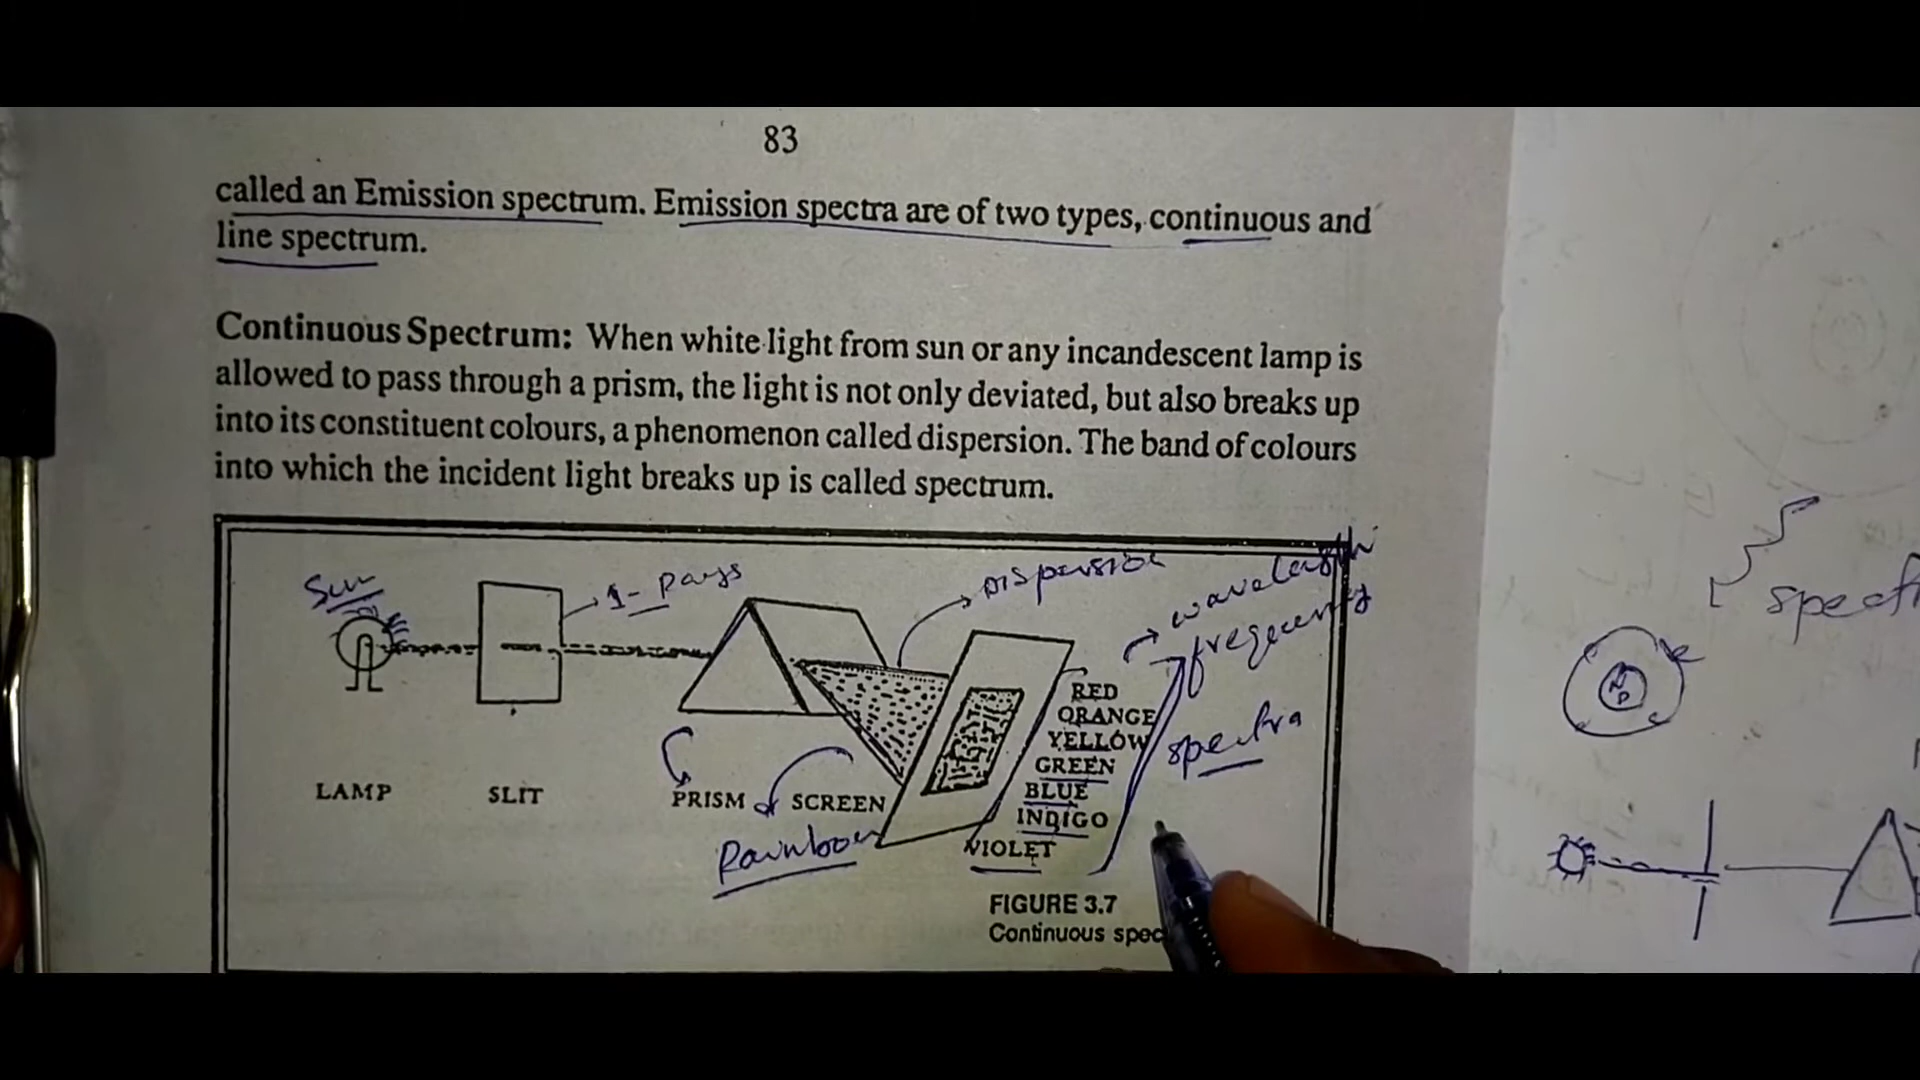 83
called an Emission spectrum. Emission spectra are of two types, continuous and
line spectrum.
Continuous Spectrum: When white light from sun or any incandescent lamp is
allowed to pass through a prism, the light is not only deviated, but also breaks up
into its constituent colours, a phenomenon called dispersion. The band of colours
into which the incident light breaks up is called spectrum.
Sun
1-Rays
Dispersion
wavelength
frequency
RED
ORANGE
YELLOW
GREEN
BLUE
INDIGO
VIOLET
spectra
LAMP
SLIT
PRISM
SCREEN
Rainbow
FIGURE 3.7
Continuous spec
spectr